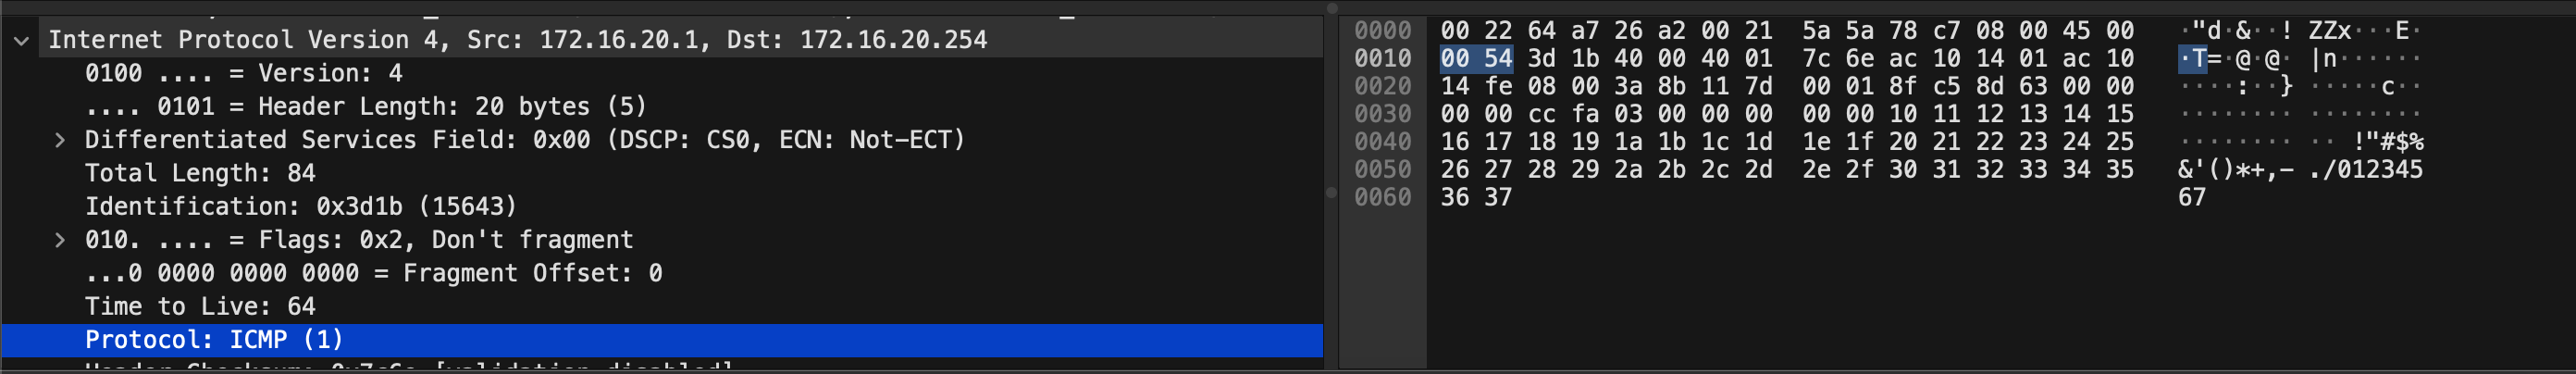 Internet Protocol Version 4, Src: 172.16.20.1, Dst: 172.16.20.254
0100 .... = Version: 4
.... 0101 = Header Length: 20 bytes (5)
Differentiated Services Field: 0x00 (DSCP: CS0, ECN: Not-ECT)
Total Length: 84
Identification: 0x3d1b (15643)
010. .... = Flags: 0x2, Don't fragment
...0 0000 0000 0000 = Fragment Offset: 0
Time to Live: 64
Protocol: ICMP (1)
Header Checksum: 0x7c6e [validation disabled]
0000 00 22 64 a7 26 a2 00 21 5a 5a 78 c7 08 00 45 00 ·"d·&··! ZZx···E·
0010 00 54 3d 1b 40 00 40 01 7c 6e ac 10 14 01 ac 10 ·T=·@·@· |n······
0020 14 fe 08 00 3a 8b 11 7d 00 01 8f c5 8d 63 00 00 ····:··} ·····c··
0030 00 00 cc fa 03 00 00 00 00 00 10 11 12 13 14 15 ········ ········
0040 16 17 18 19 1a 1b 1c 1d 1e 1f 20 21 22 23 24 25 ········ ·· !"#$%
0050 26 27 28 29 2a 2b 2c 2d 2e 2f 30 31 32 33 34 35 &'()*+,- ./012345
0060 36 37 67